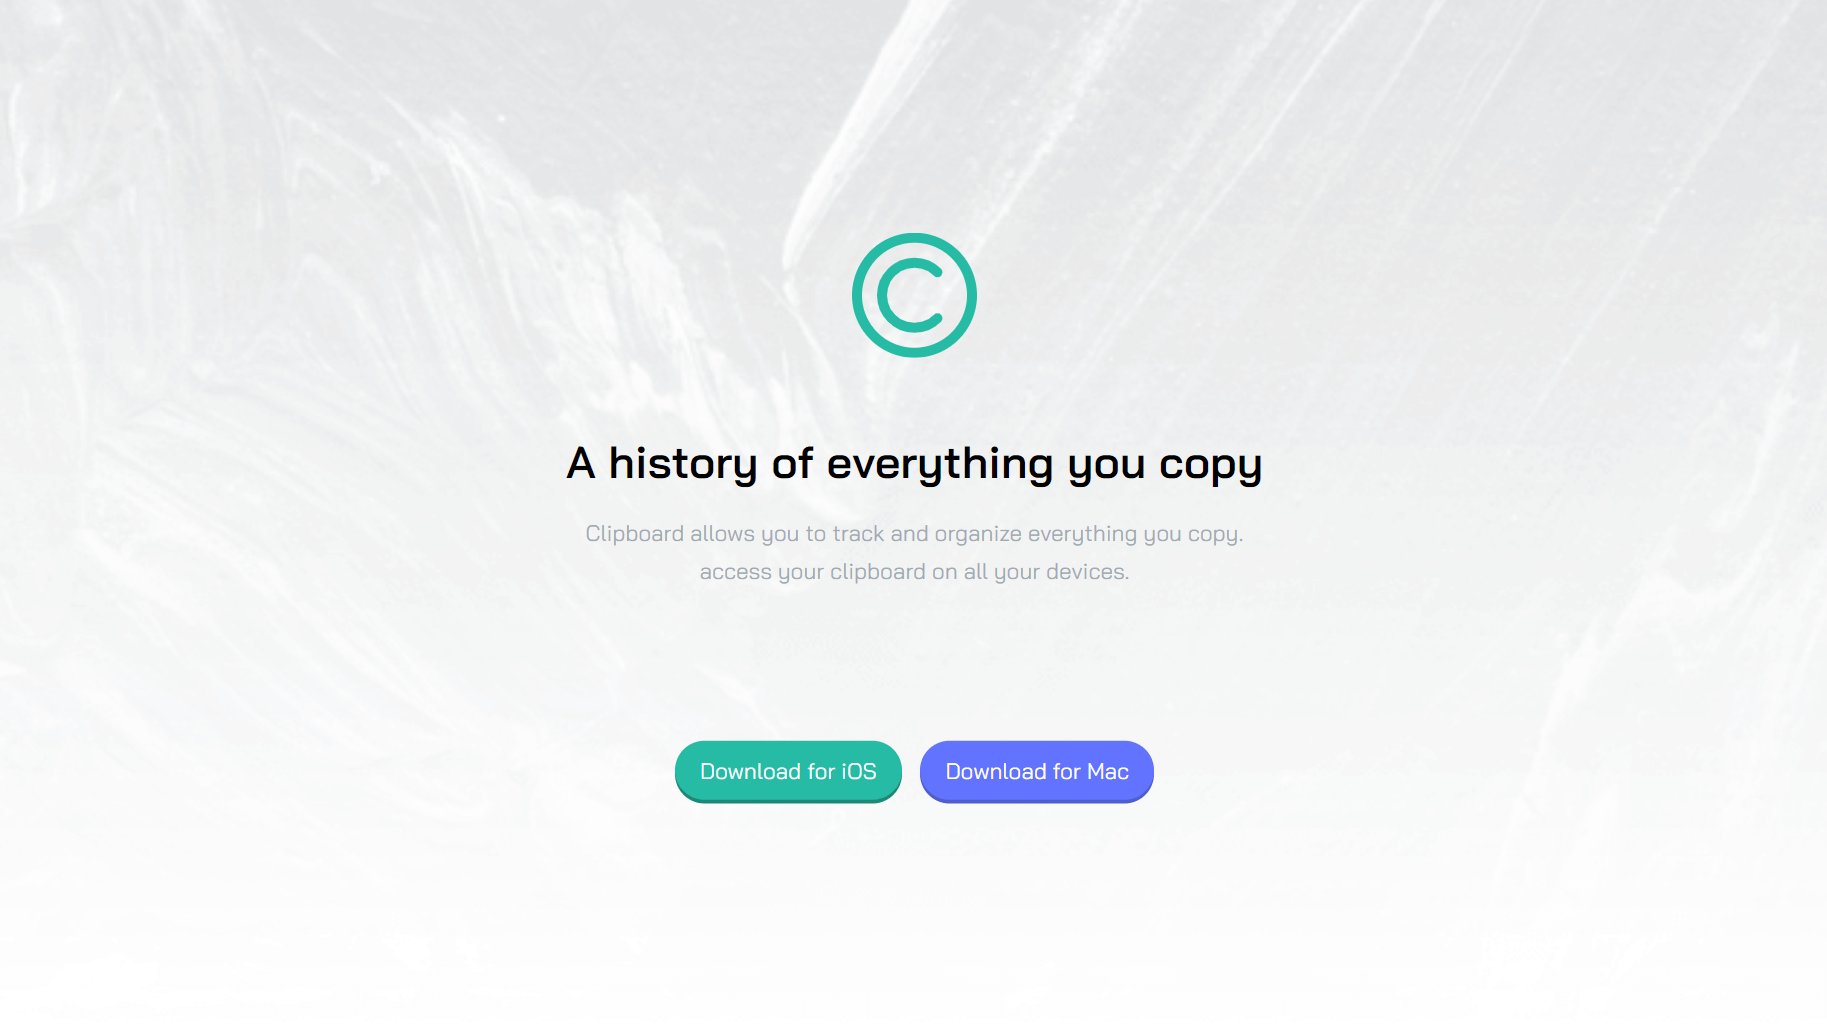 ©
A history of everything you copy
Clipboard allows you to track and organize everything you copy.
access your clipboard on all your devices.
Download for iOS
Download for Mac